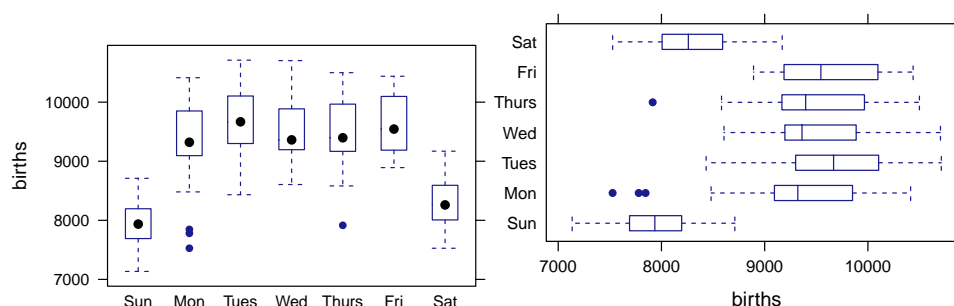 births
10000
9000
8000
7000
Sun Mon Tues Wed Thurs Fri Sat
Sat
Fri
Thurs
Wed
Tues
Mon
Sun
7000 8000 9000 10000
births